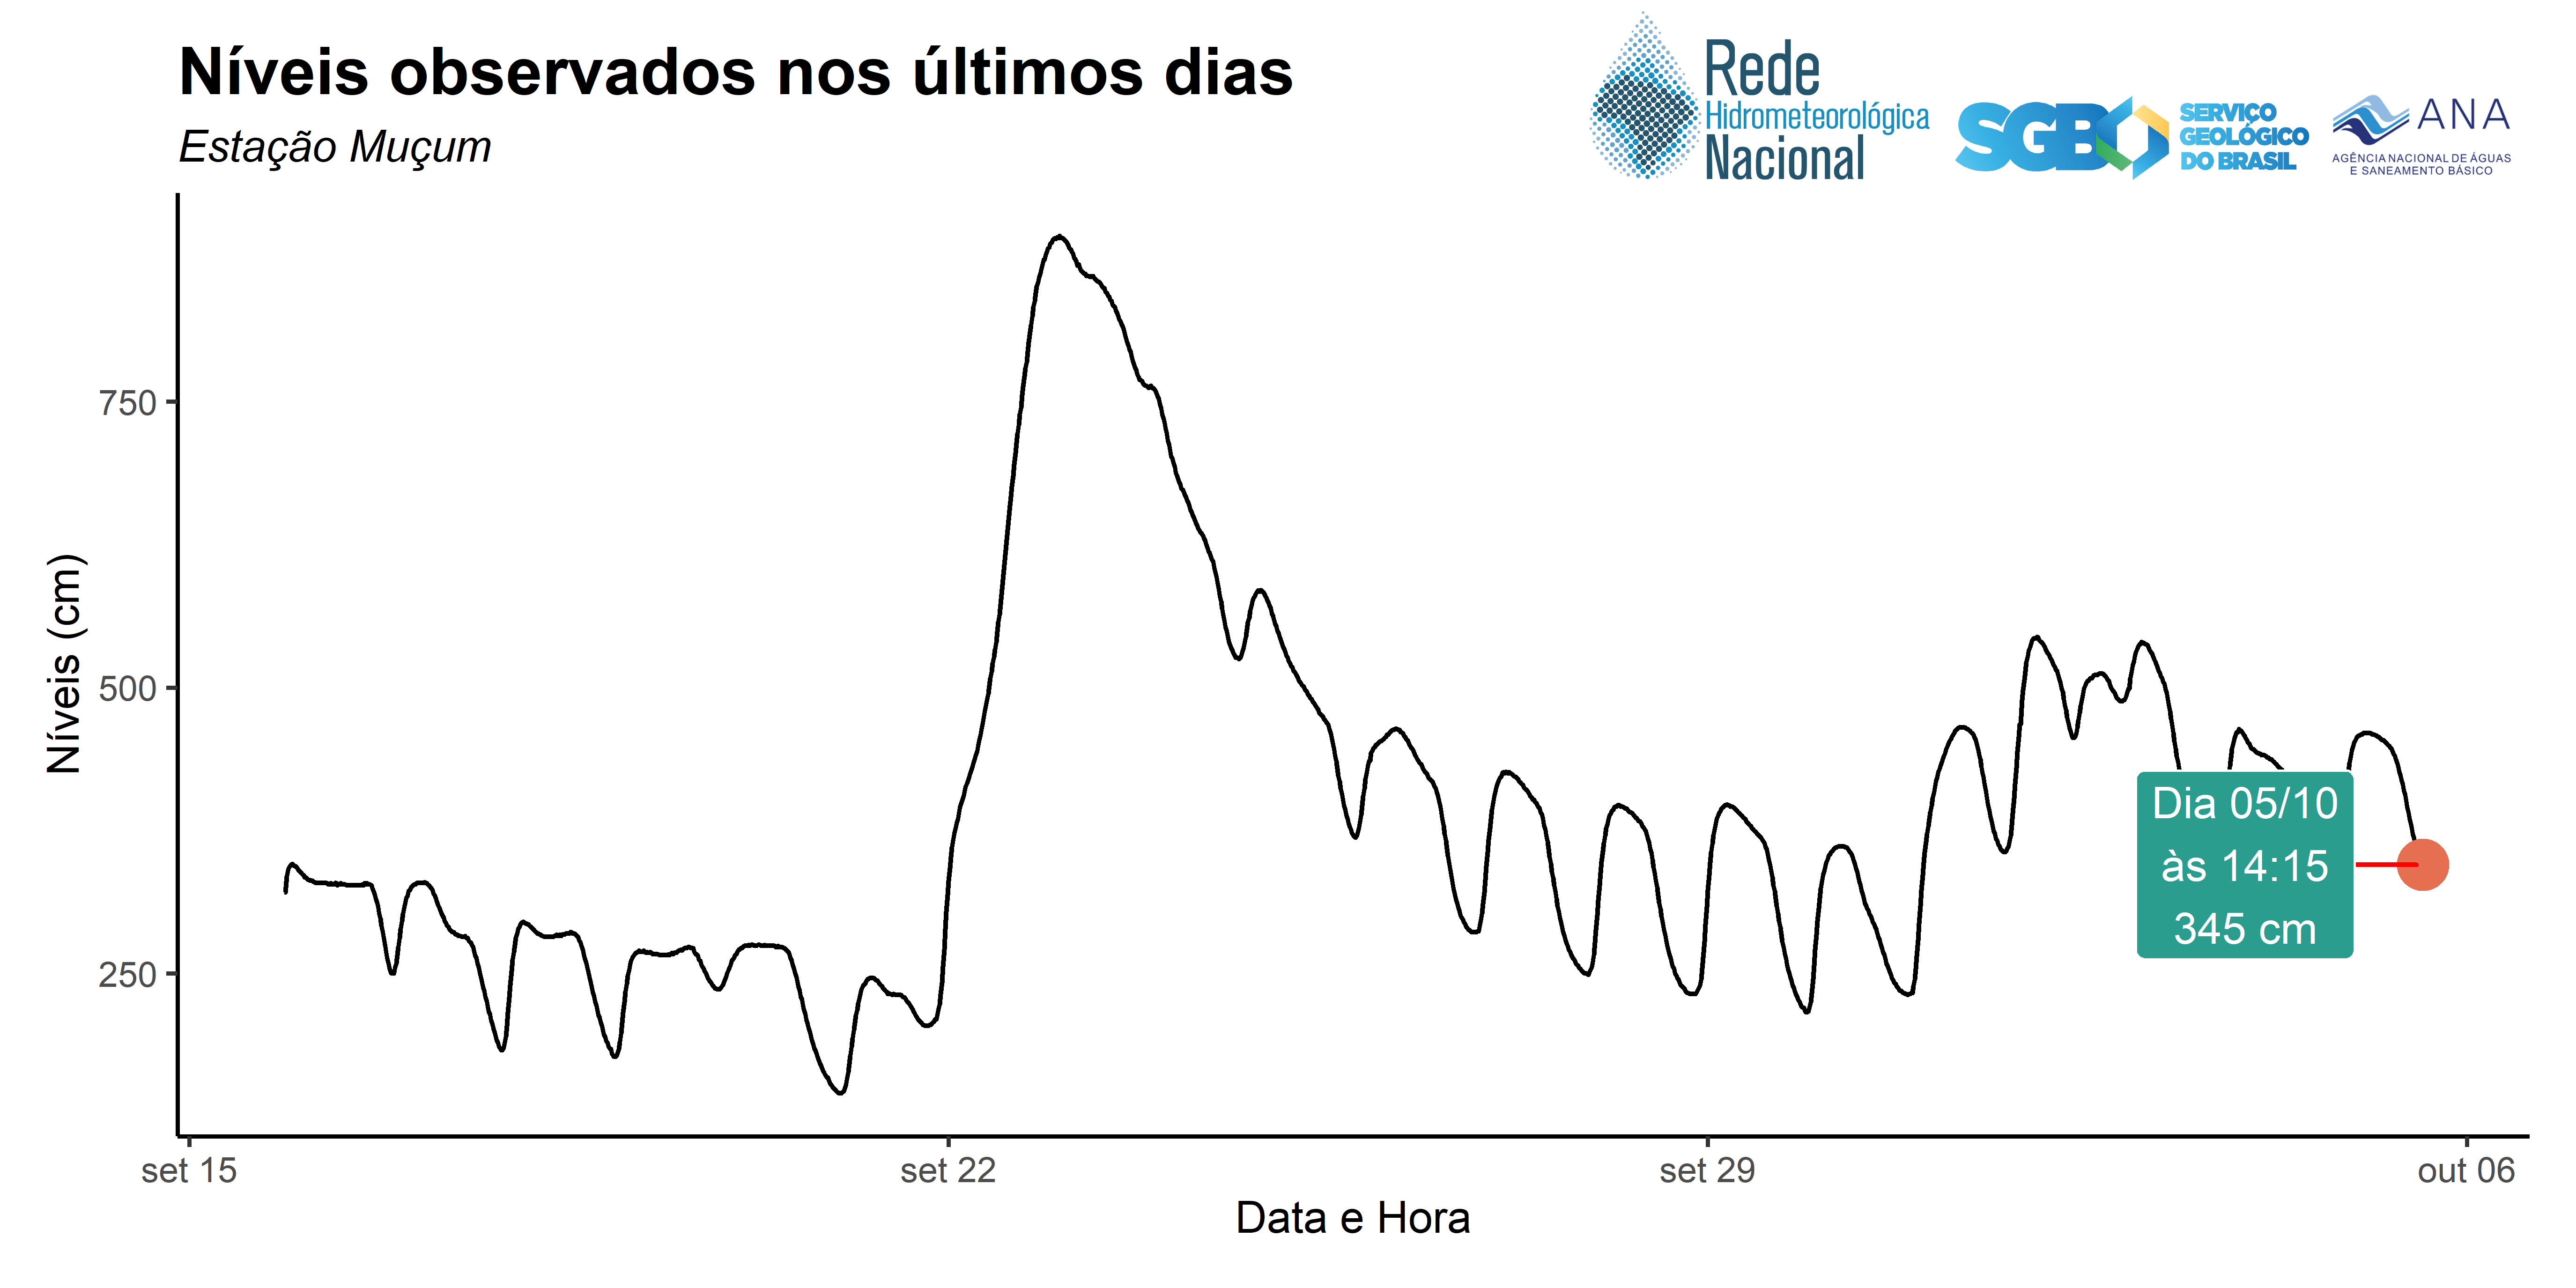 Níveis observados nos últimos dias
Estação Muçum
Rede
Hidrometeorológica
Nacional
SGB
SERVIÇO
GEOLÓGICO
DO BRASIL
ANA
AGÊNCIA NACIONAL DE ÁGUAS
E SANEAMENTO BÁSICO
Níveis (cm)
750
500
250
Dia 05/10
às 14:15
345 cm
set 15
set 22
set 29
out 06
Data e Hora